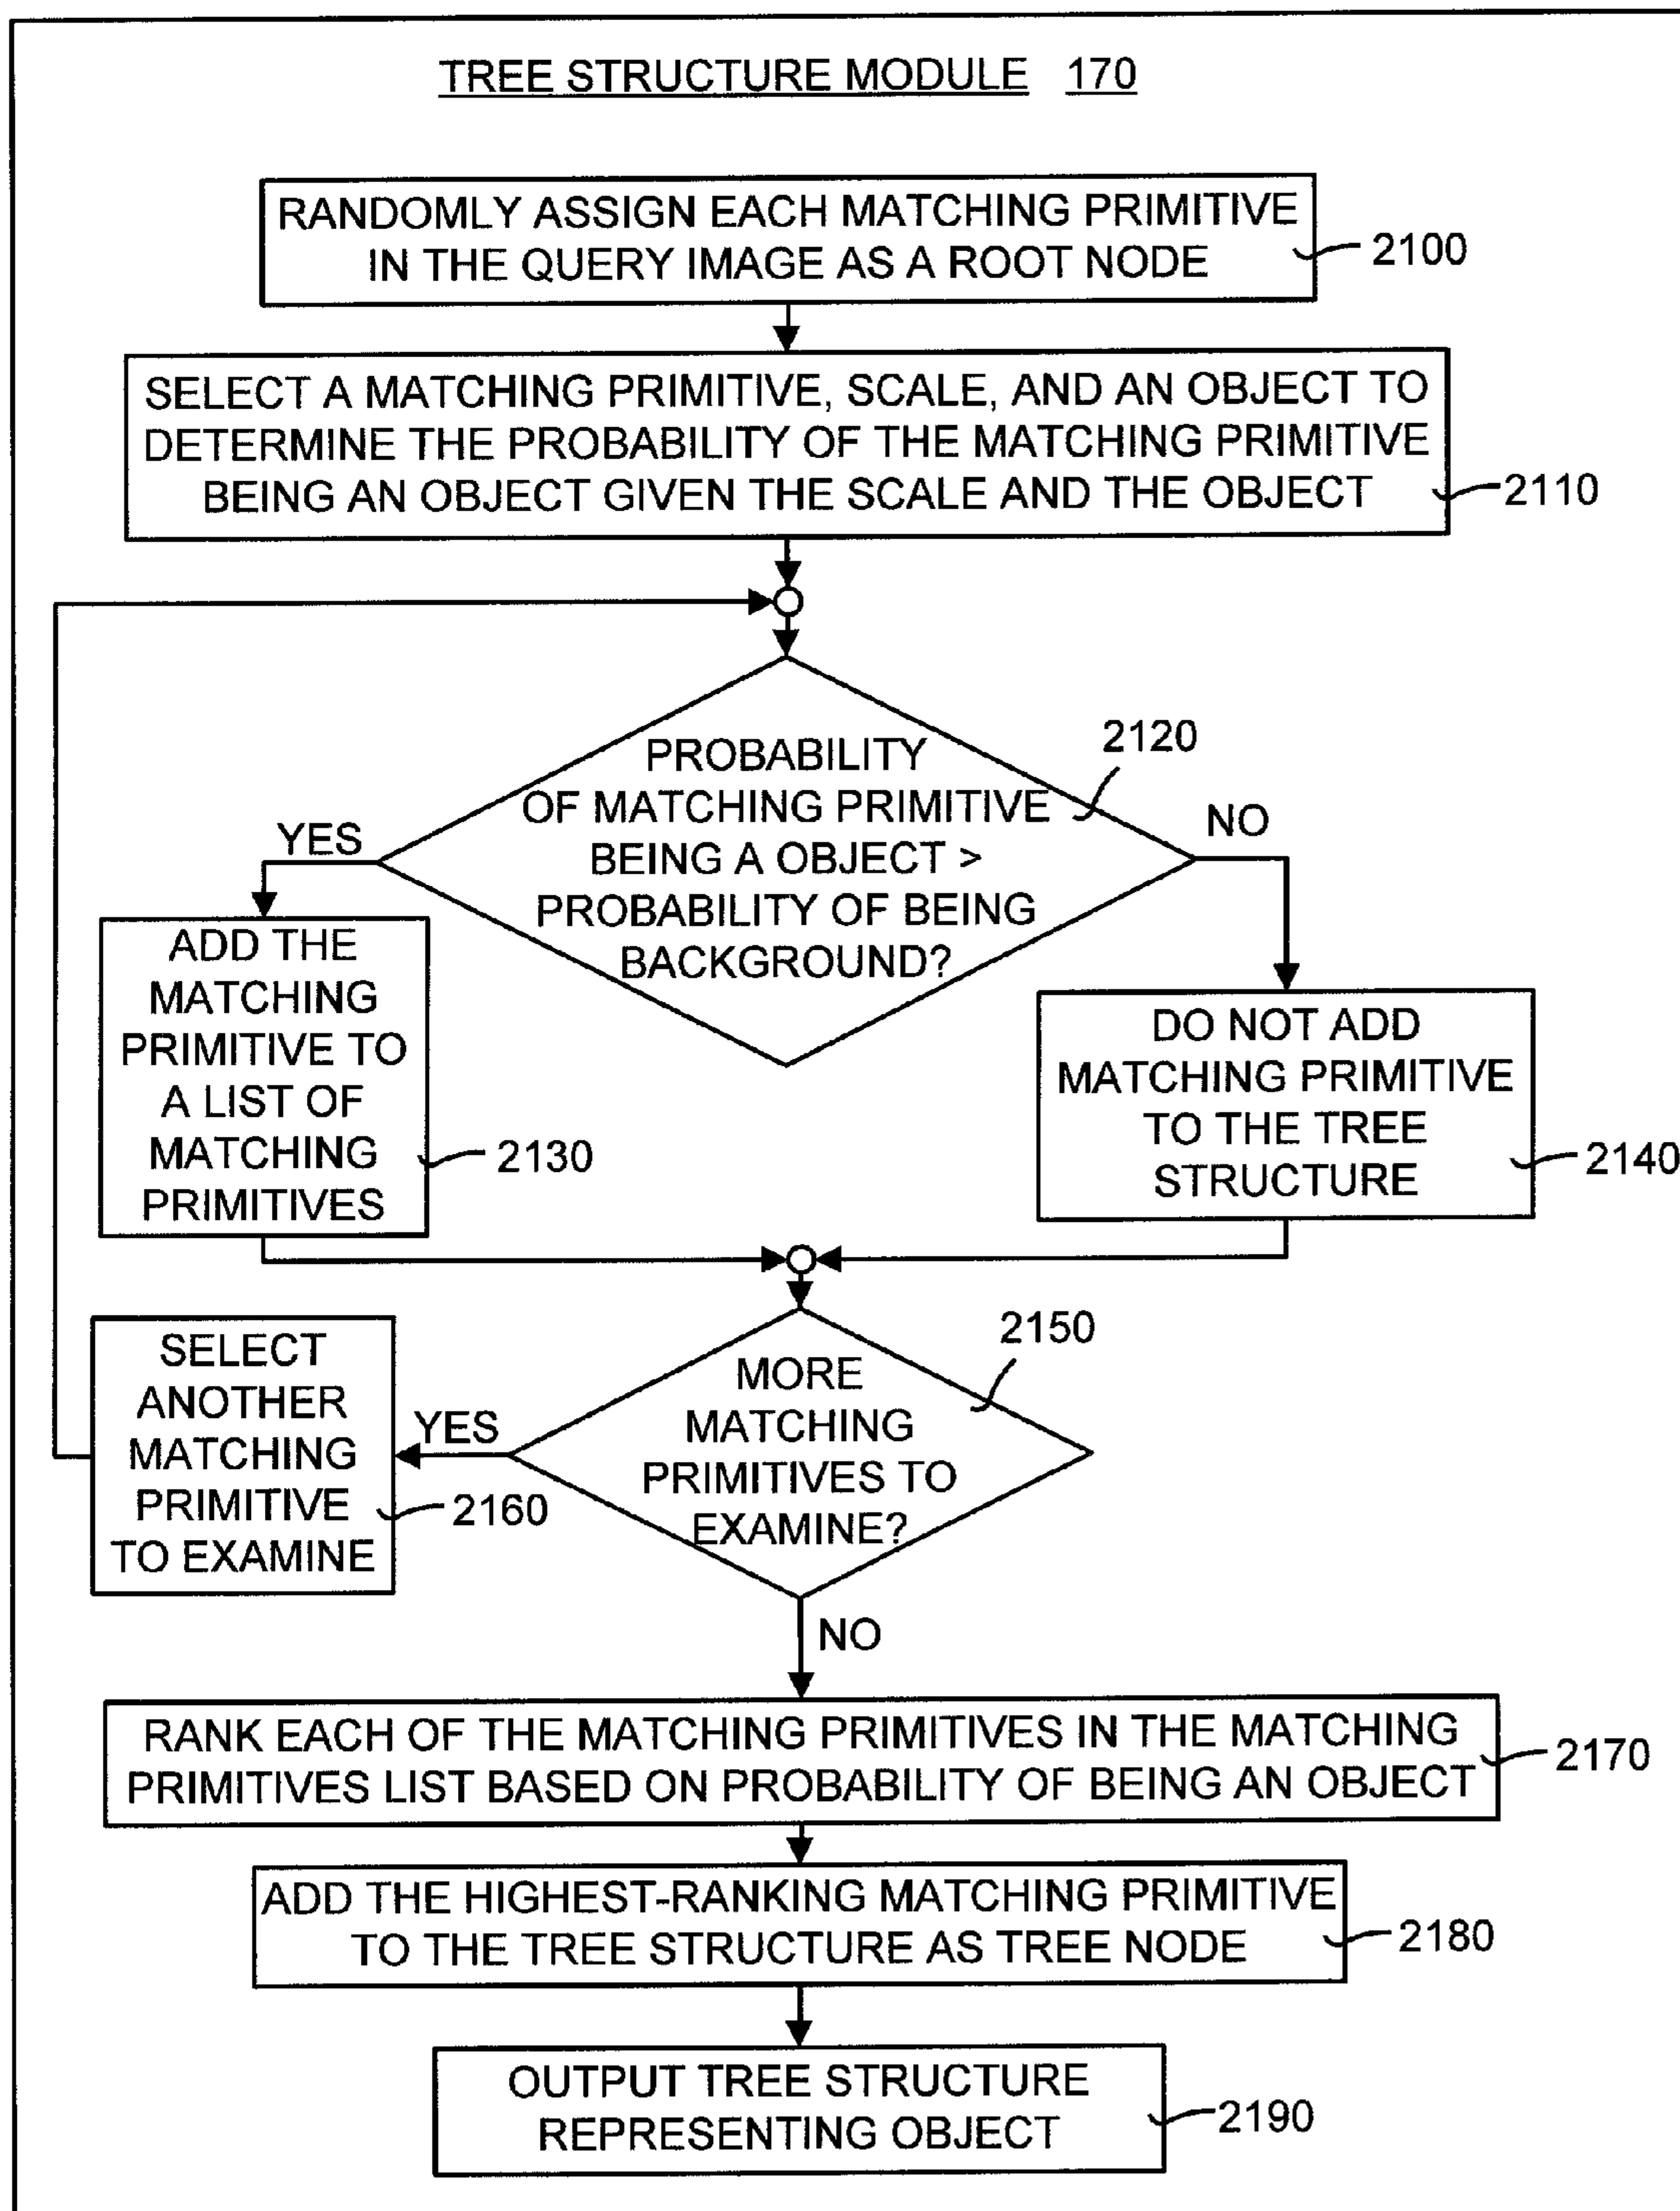 TREE STRUCTURE MODULE 170
RANDOMLY ASSIGN EACH MATCHING PRIMITIVE
IN THE QUERY IMAGE AS A ROOT NODE
2100
SELECT A MATCHING PRIMITIVE, SCALE, AND AN OBJECT TO
DETERMINE THE PROBABILITY OF THE MATCHING PRIMITIVE
BEING AN OBJECT GIVEN THE SCALE AND THE OBJECT
2110
PROBABILITY
OF MATCHING PRIMITIVE
BEING A OBJECT >
PROBABILITY OF BEING
BACKGROUND?
2120
YES
NO
ADD THE
MATCHING
PRIMITIVE TO
A LIST OF
MATCHING
PRIMITIVES
2130
DO NOT ADD
MATCHING PRIMITIVE
TO THE TREE
STRUCTURE
2140
MORE
MATCHING
PRIMITIVES TO
EXAMINE?
2150
YES
SELECT
ANOTHER
MATCHING
PRIMITIVE
TO EXAMINE
2160
NO
RANK EACH OF THE MATCHING PRIMITIVES IN THE MATCHING
PRIMITIVES LIST BASED ON PROBABILITY OF BEING AN OBJECT
2170
ADD THE HIGHEST-RANKING MATCHING PRIMITIVE
TO THE TREE STRUCTURE AS TREE NODE
2180
OUTPUT TREE STRUCTURE
REPRESENTING OBJECT
2190